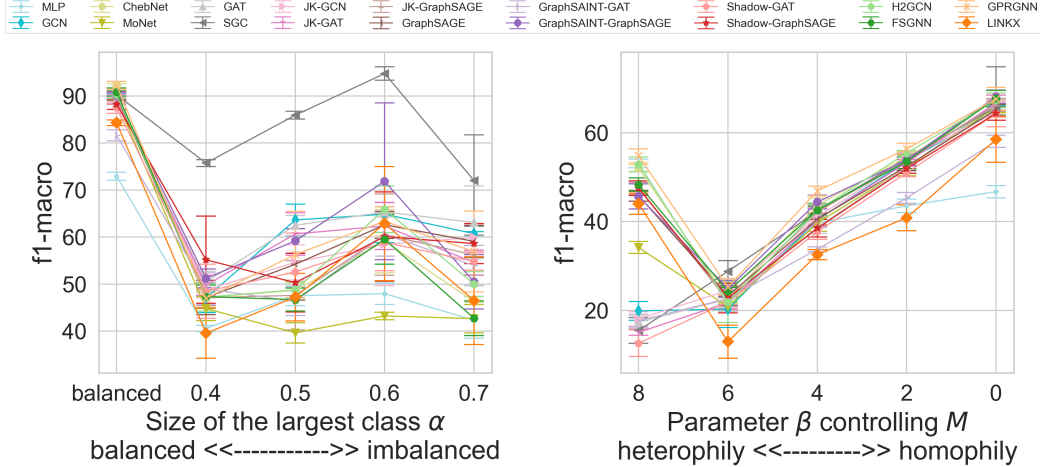 MLP ChebNet GAT JK-GCN JK-GraphSAGE GraphSAINT-GAT Shadow-GAT H2GCN GPRGNN
GCN MoNet SGC JK-GAT GraphSAGE GraphSAINT-GraphSAGE Shadow-GraphSAGE FSGNN LINKX
90
80
70
60
50
40
f1-macro
balanced 0.4 0.5 0.6 0.7
Size of the largest class α
balanced <<----------->> imbalanced
60
40
20
f1-macro
8 6 4 2 0
Parameter β controlling M
heterophily <<--------->> homophily